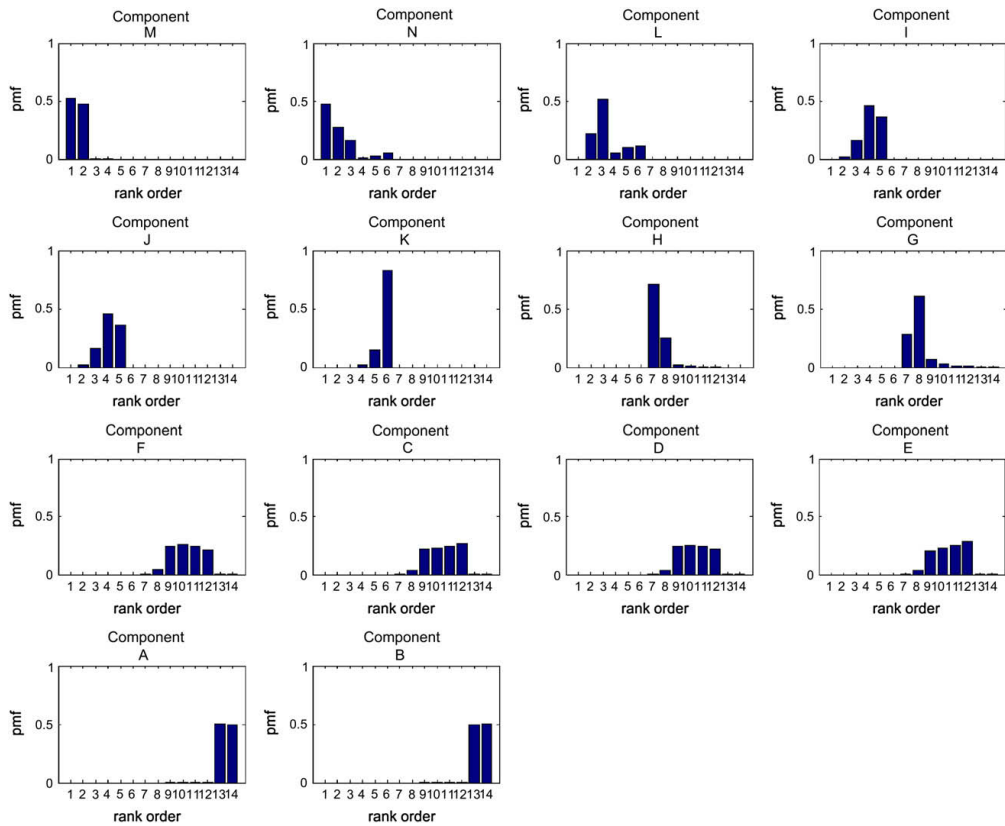 Component Component Component Component
M N L I
1 1 1 1
pmf 0.5 pmf 0.5 pmf 0.5 pmf 0.5
0 0 0 0
1 2 3 4 5 6 7 8 9 10 11 12 13 14 1 2 3 4 5 6 7 8 9 10 11 12 13 14 1 2 3 4 5 6 7 8 9 10 11 12 13 14 1 2 3 4 5 6 7 8 9 10 11 12 13 14
rank order rank order rank order rank order
Component Component Component Component
J K H G
1 1 1 1
pmf 0.5 pmf 0.5 pmf 0.5 pmf 0.5
0 0 0 0
1 2 3 4 5 6 7 8 9 10 11 12 13 14 1 2 3 4 5 6 7 8 9 10 11 12 13 14 1 2 3 4 5 6 7 8 9 10 11 12 13 14 1 2 3 4 5 6 7 8 9 10 11 12 13 14
rank order rank order rank order rank order
Component Component Component Component
F C D E
1 1 1 1
pmf 0.5 pmf 0.5 pmf 0.5 pmf 0.5
0 0 0 0
1 2 3 4 5 6 7 8 9 10 11 12 13 14 1 2 3 4 5 6 7 8 9 10 11 12 13 14 1 2 3 4 5 6 7 8 9 10 11 12 13 14 1 2 3 4 5 6 7 8 9 10 11 12 13 14
rank order rank order rank order rank order
Component Component
A B
1 1
pmf 0.5 pmf 0.5
0 0
1 2 3 4 5 6 7 8 9 10 11 12 13 14 1 2 3 4 5 6 7 8 9 10 11 12 13 14
rank order rank order